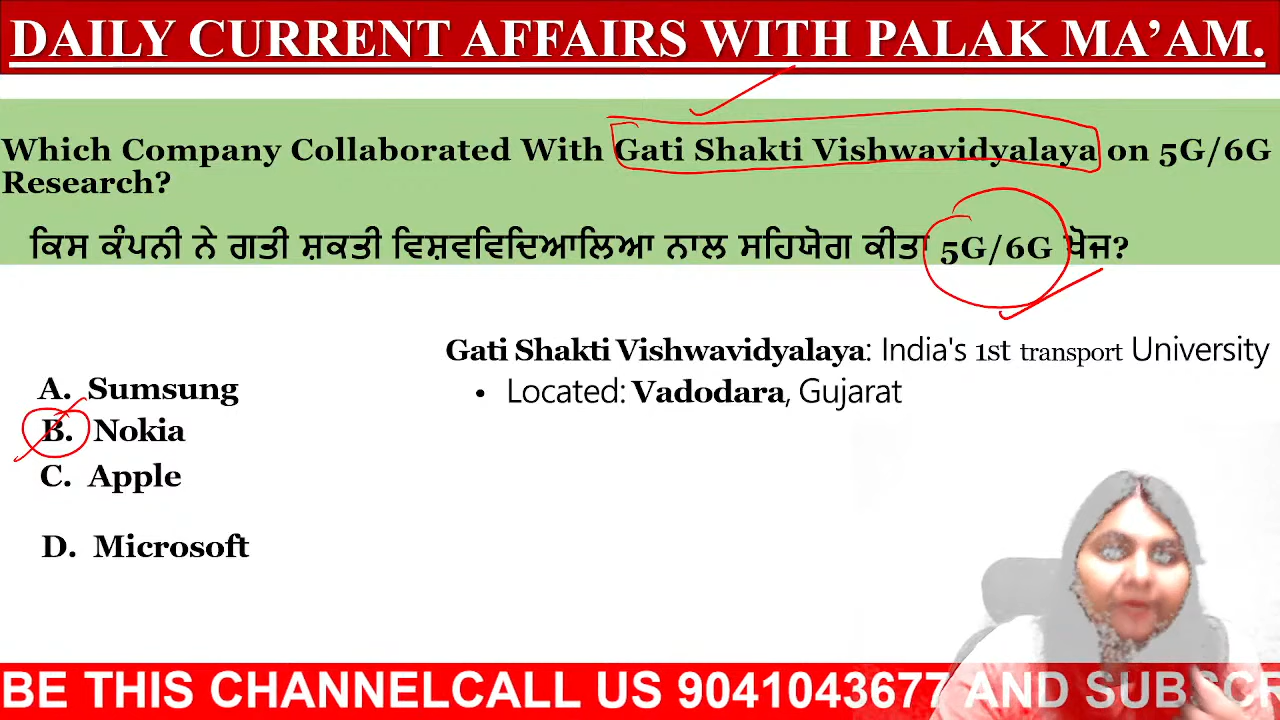 DAILY CURRENT AFFAIRS WITH PALAK MA’AM.
Which Company Collaborated With Gati Shakti Vishwavidyalaya on 5G/6G
Research?
ਕਿਸ ਕੰਪਨੀ ਨੇ ਗਤੀ ਸ਼ਕਤੀ ਵਿਸ਼ਵਵਿਦਿਆਲਿਆ ਨਾਲ ਸਹਿਯੋਗ ਕੀਤਾ 5G/6G ਖੋਜ?
Gati Shakti Vishwavidyalaya: India's 1st transport University
• Located: Vadodara, Gujarat
A. Sumsung
B. Nokia
C. Apple
D. Microsoft
BE THIS CHANNELCALL US 9041043677 AND SUBSCR